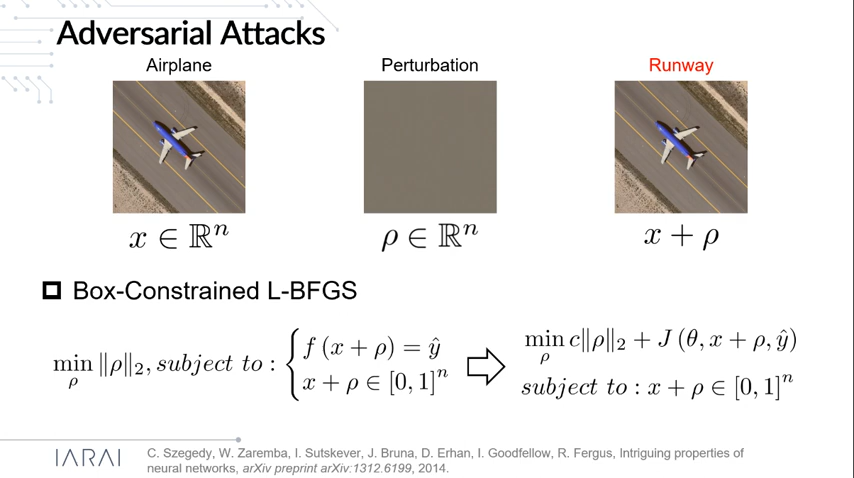 Adversarial Attacks
Airplane
Perturbation
Runway
x ∈ ℝⁿ
ρ ∈ ℝⁿ
x + ρ
Box-Constrained L-BFGS
min_ρ ‖ρ‖₂, subject to : { f (x + ρ) = ŷ
x + ρ ∈ [0, 1]ⁿ
min_ρ c‖ρ‖₂ + J (θ, x + ρ, ŷ)
subject to : x + ρ ∈ [0, 1]ⁿ
IARAI
C. Szegedy, W. Zaremba, I. Sutskever, J. Bruna, D. Erhan, I. Goodfellow, R. Fergus, Intriguing properties of
neural networks, arXiv preprint arXiv:1312.6199, 2014.